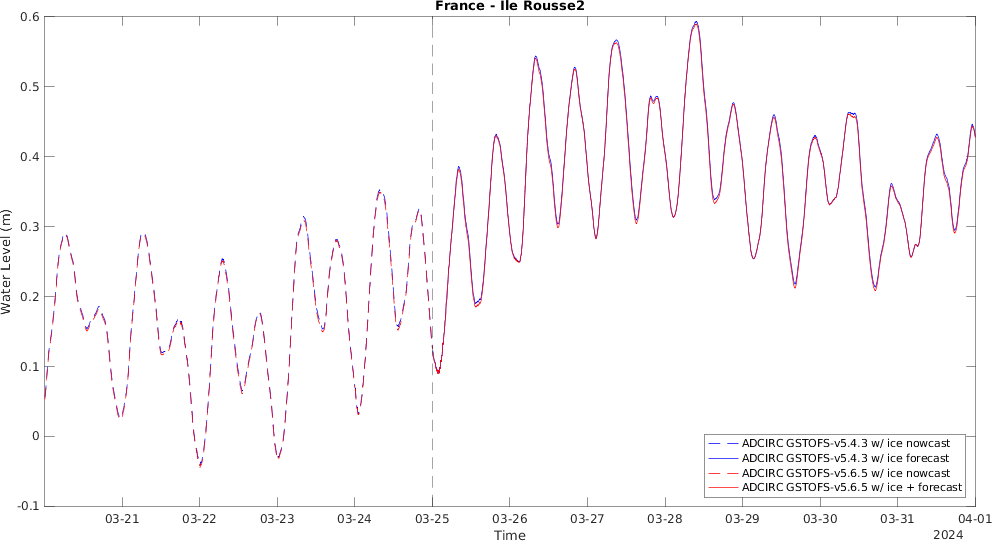 France - Ile Rousse2
Water Level (m)
0.6
0.5
0.4
0.3
0.2
0.1
0
-0.1
ADCIRC GSTOFS-v5.4.3 w/ ice nowcast
ADCIRC GSTOFS-v5.4.3 w/ ice forecast
ADCIRC GSTOFS-v5.6.5 w/ ice nowcast
ADCIRC GSTOFS-v5.6.5 w/ ice + forecast
03-21 03-22 03-23 03-24 03-25 03-26 03-27 03-28 03-29 03-30 03-31 04-01
Time
2024